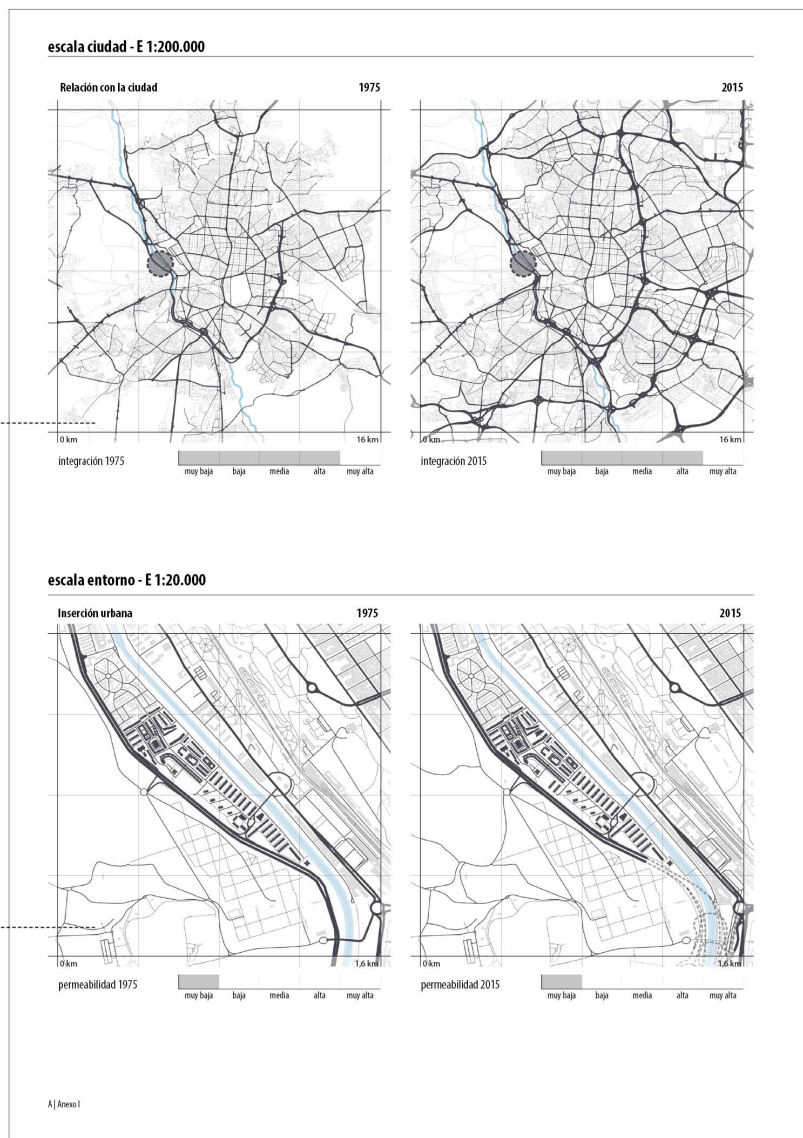 escala ciudad - E 1:200.000
Relación con la ciudad 1975
2015
0 km 16 km
0 km 16 km
integración 1975
muy baja baja media alta muy alta
integración 2015
muy baja baja media alta muy alta
escala entorno - E 1:20.000
Inserción urbana 1975
2015
0 km 1,6 km
0 km 1,6 km
permeabilidad 1975
muy baja baja media alta muy alta
permeabilidad 2015
muy baja baja media alta muy alta
A | Anexo I